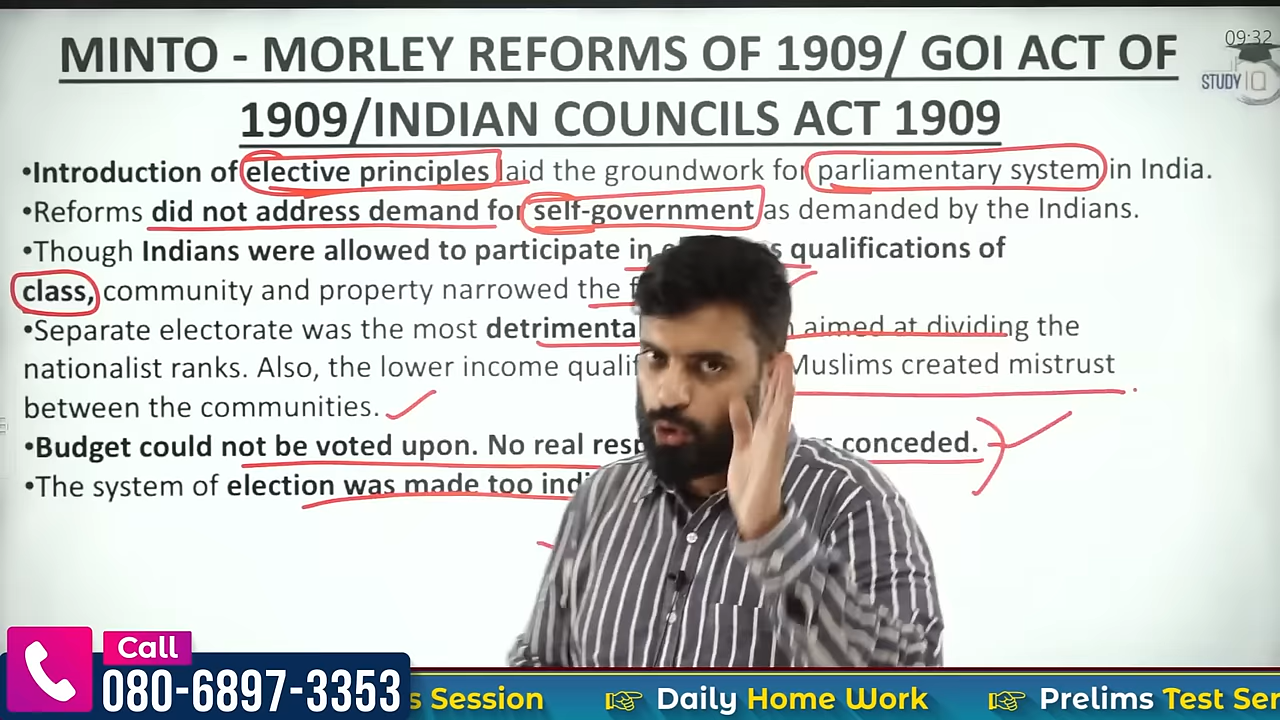 MINTO - MORLEY REFORMS OF 1909/ GOI ACT OF
1909/INDIAN COUNCILS ACT 1909
09:32
STUDY IQ
•Introduction of elective principles laid the groundwork for parliamentary system in India.
•Reforms did not address demand for self-government as demanded by the Indians.
•Though Indians were allowed to participate in qualifications of
class, community and property narrowed the
•Separate electorate was the most aimed at dividing the
nationalist ranks. Also, the lower income Muslims created mistrust
between the communities.
•Budget could not be voted upon. No real conceded.
•The system of election was made too
Call
080-6897-3353
Session Daily Home Work Prelims Test